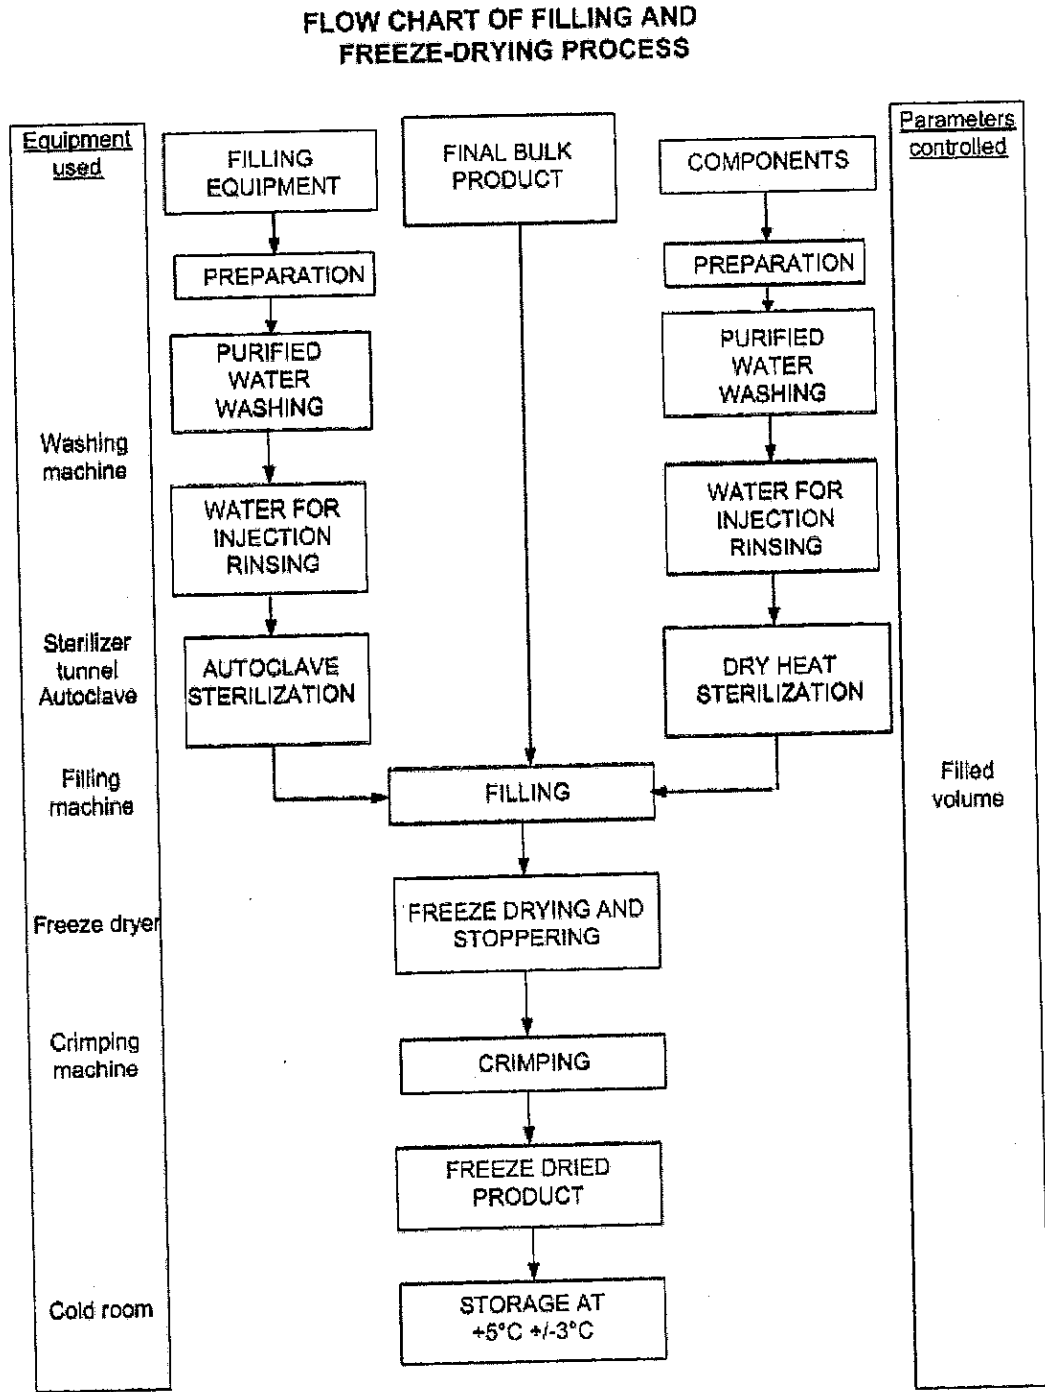 FLOW CHART OF FILLING AND
FREEZE-DRYING PROCESS
Equipment
used
FILLING
EQUIPMENT
FINAL BULK
PRODUCT
COMPONENTS
Parameters
controlled
PREPARATION
PREPARATION
PURIFIED
WATER
WASHING
PURIFIED
WATER
WASHING
Washing
machine
WATER FOR
INJECTION
RINSING
WATER FOR
INJECTION
RINSING
Sterilizer
tunnel
Autoclave
AUTOCLAVE
STERILIZATION
DRY HEAT
STERILIZATION
Filling
machine
FILLING
Filled
volume
Freeze dryer
FREEZE DRYING AND
STOPPERING
Crimping
machine
CRIMPING
FREEZE DRIED
PRODUCT
Cold room
STORAGE AT
+5°C +/-3°C